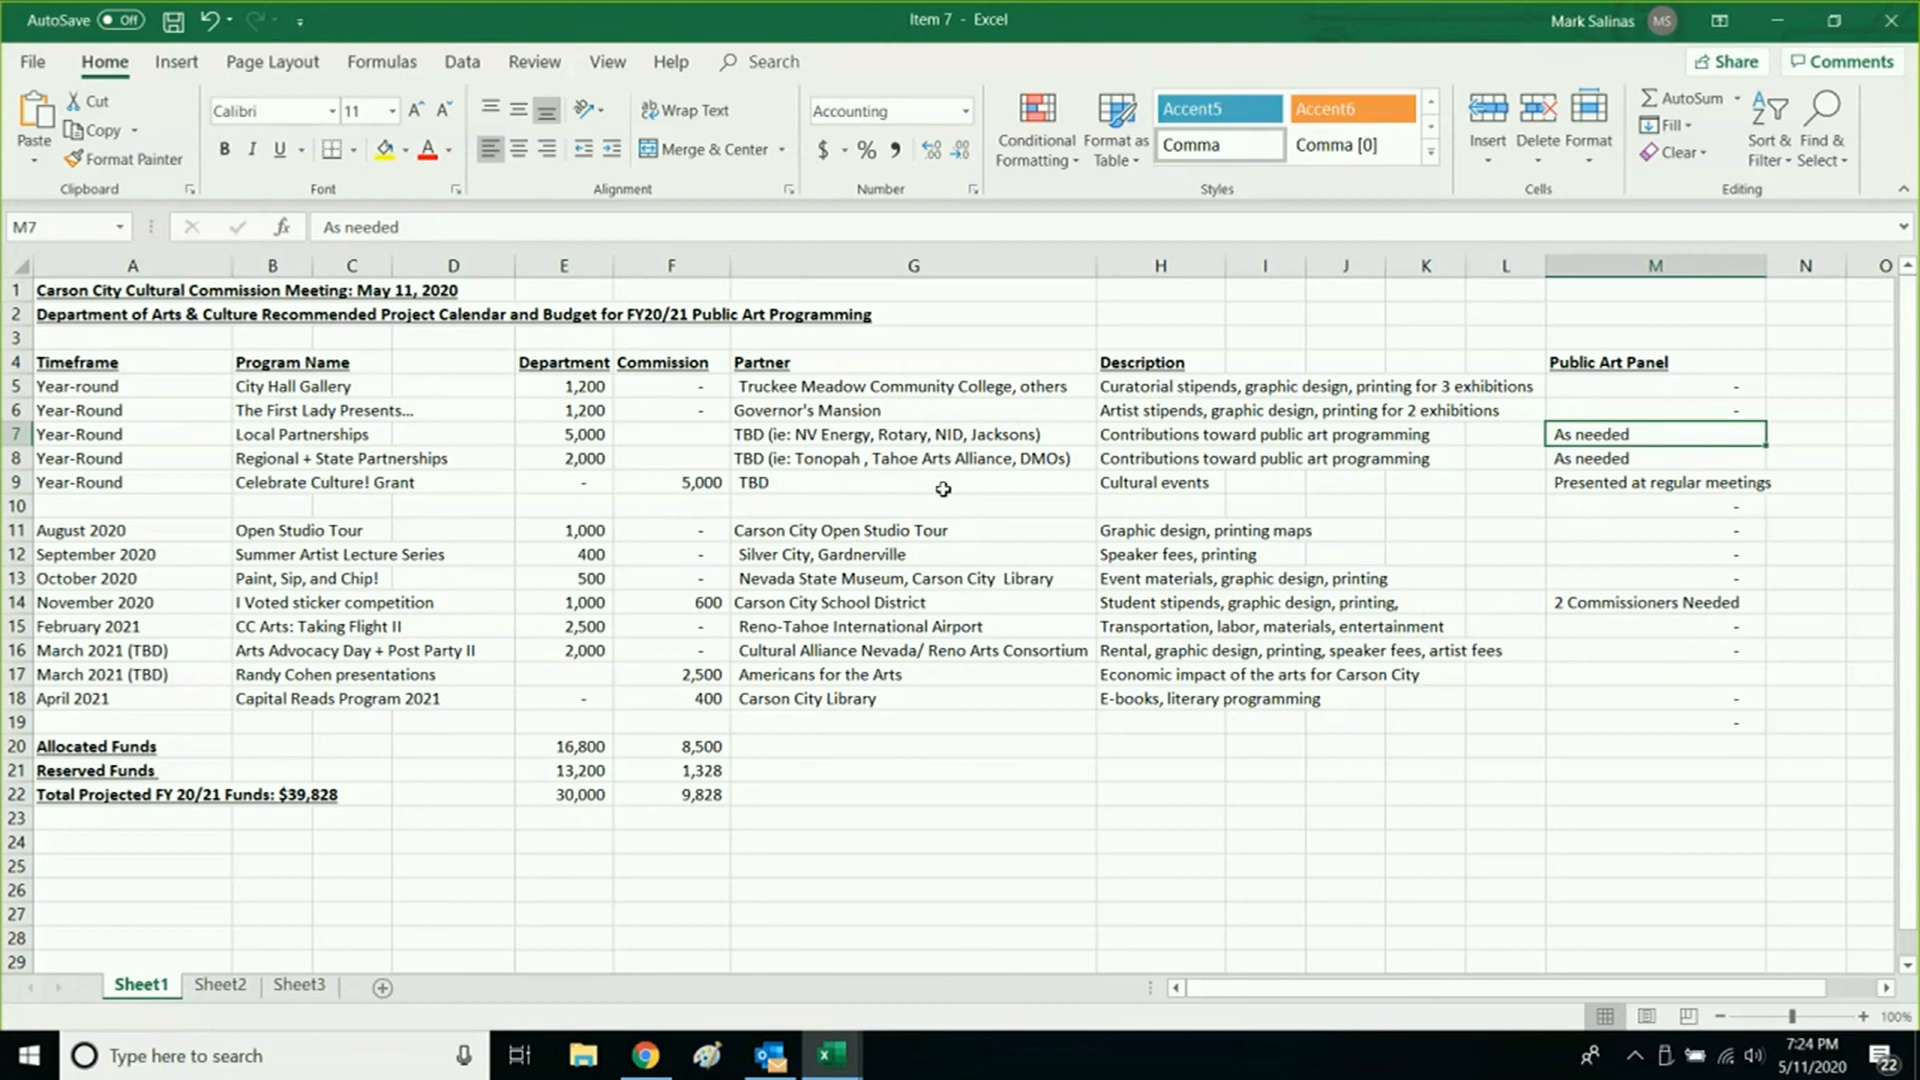 AutoSave Off Item 7 - Excel Mark Salinas MS
File Home Insert Page Layout Formulas Data Review View Help Search Share Comments
Cut Calibri 11 Wrap Text Accounting Accent5 Accent6 AutoSum
Copy Fill
Paste Format Painter B I U Merge & Center $ % Conditional Formatting Format as Table Comma Comma [0] Insert Delete Format Clear Sort & Filter Find & Select
Clipboard Font Alignment Number Styles Cells Editing
M7 fx As needed
A B C D E F G H I J K L M N O
1 Carson City Cultural Commission Meeting: May 11, 2020
2 Department of Arts & Culture Recommended Project Calendar and Budget for FY20/21 Public Art Programming
3
4 Timeframe Program Name Department Commission Partner Description Public Art Panel
5 Year-round City Hall Gallery 1,200 - Truckee Meadow Community College, others Curatorial stipends, graphic design, printing for 3 exhibitions -
6 Year-Round The First Lady Presents... 1,200 - Governor's Mansion Artist stipends, graphic design, printing for 2 exhibitions -
7 Year-Round Local Partnerships 5,000 TBD (ie: NV Energy, Rotary, NID, Jacksons) Contributions toward public art programming As needed
8 Year-Round Regional + State Partnerships 2,000 TBD (ie: Tonopah , Tahoe Arts Alliance, DMOs) Contributions toward public art programming As needed
9 Year-Round Celebrate Culture! Grant - 5,000 TBD Cultural events Presented at regular meetings
10 -
11 August 2020 Open Studio Tour 1,000 - Carson City Open Studio Tour Graphic design, printing maps -
12 September 2020 Summer Artist Lecture Series 400 - Silver City, Gardnerville Speaker fees, printing -
13 October 2020 Paint, Sip, and Chip! 500 - Nevada State Museum, Carson City Library Event materials, graphic design, printing -
14 November 2020 I Voted sticker competition 1,000 600 Carson City School District Student stipends, graphic design, printing, 2 Commissioners Needed
15 February 2021 CC Arts: Taking Flight II 2,500 - Reno-Tahoe International Airport Transportation, labor, materials, entertainment -
16 March 2021 (TBD) Arts Advocacy Day + Post Party II 2,000 - Cultural Alliance Nevada/ Reno Arts Consortium Rental, graphic design, printing, speaker fees, artist fees -
17 March 2021 (TBD) Randy Cohen presentations 2,500 Americans for the Arts Economic impact of the arts for Carson City
18 April 2021 Capital Reads Program 2021 - 400 Carson City Library E-books, literary programming -
19 -
20 Allocated Funds 16,800 8,500
21 Reserved Funds 13,200 1,328
22 Total Projected FY 20/21 Funds: $39,828 30,000 9,828
23
24
25
26
27
28
29
Sheet1 Sheet2 Sheet3
100%
Type here to search 7:24 PM
5/11/2020 22